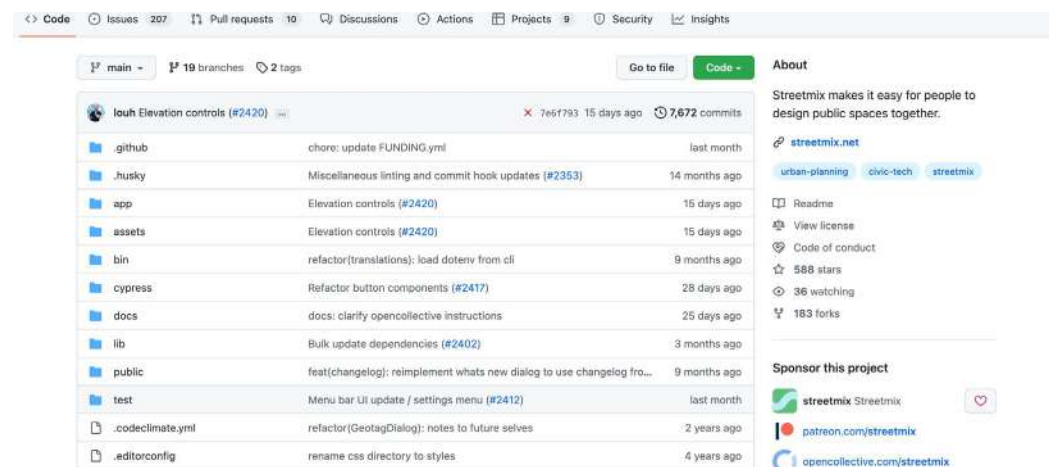 Code Issues 207 Pull requests 10 Discussions Actions Projects 9 Security Insights
main 19 branches 2 tags Go to file Code
louh Elevation controls (#2420) ... 7e6f793 15 days ago 7,672 commits
.github chore: update FUNDING.yml last month
.husky Miscellaneous linting and commit hook updates (#2353) 14 months ago
app Elevation controls (#2420) 15 days ago
assets Elevation controls (#2420) 15 days ago
bin refactor(translations): load dotenv from cli 9 months ago
cypress Refactor button components (#2417) 28 days ago
docs docs: clarify opencollective instructions 25 days ago
lib Bulk update dependencies (#2402) 3 months ago
public feat(changelog): reimplement whats new dialog to use changelog fro... 9 months ago
test Menu bar UI update / settings menu (#2412) last month
.codeclimate.yml refactor(GeotagDialog): notes to future selves 2 years ago
.editorconfig rename css directory to styles 4 years ago
About
Streetmix makes it easy for people to
design public spaces together.
streetmix.net
urban-planning civic-tech streetmix
Readme
View license
Code of conduct
588 stars
36 watching
183 forks
Sponsor this project
streetmix Streetmix
patreon.com/streetmix
opencollective.com/streetmix